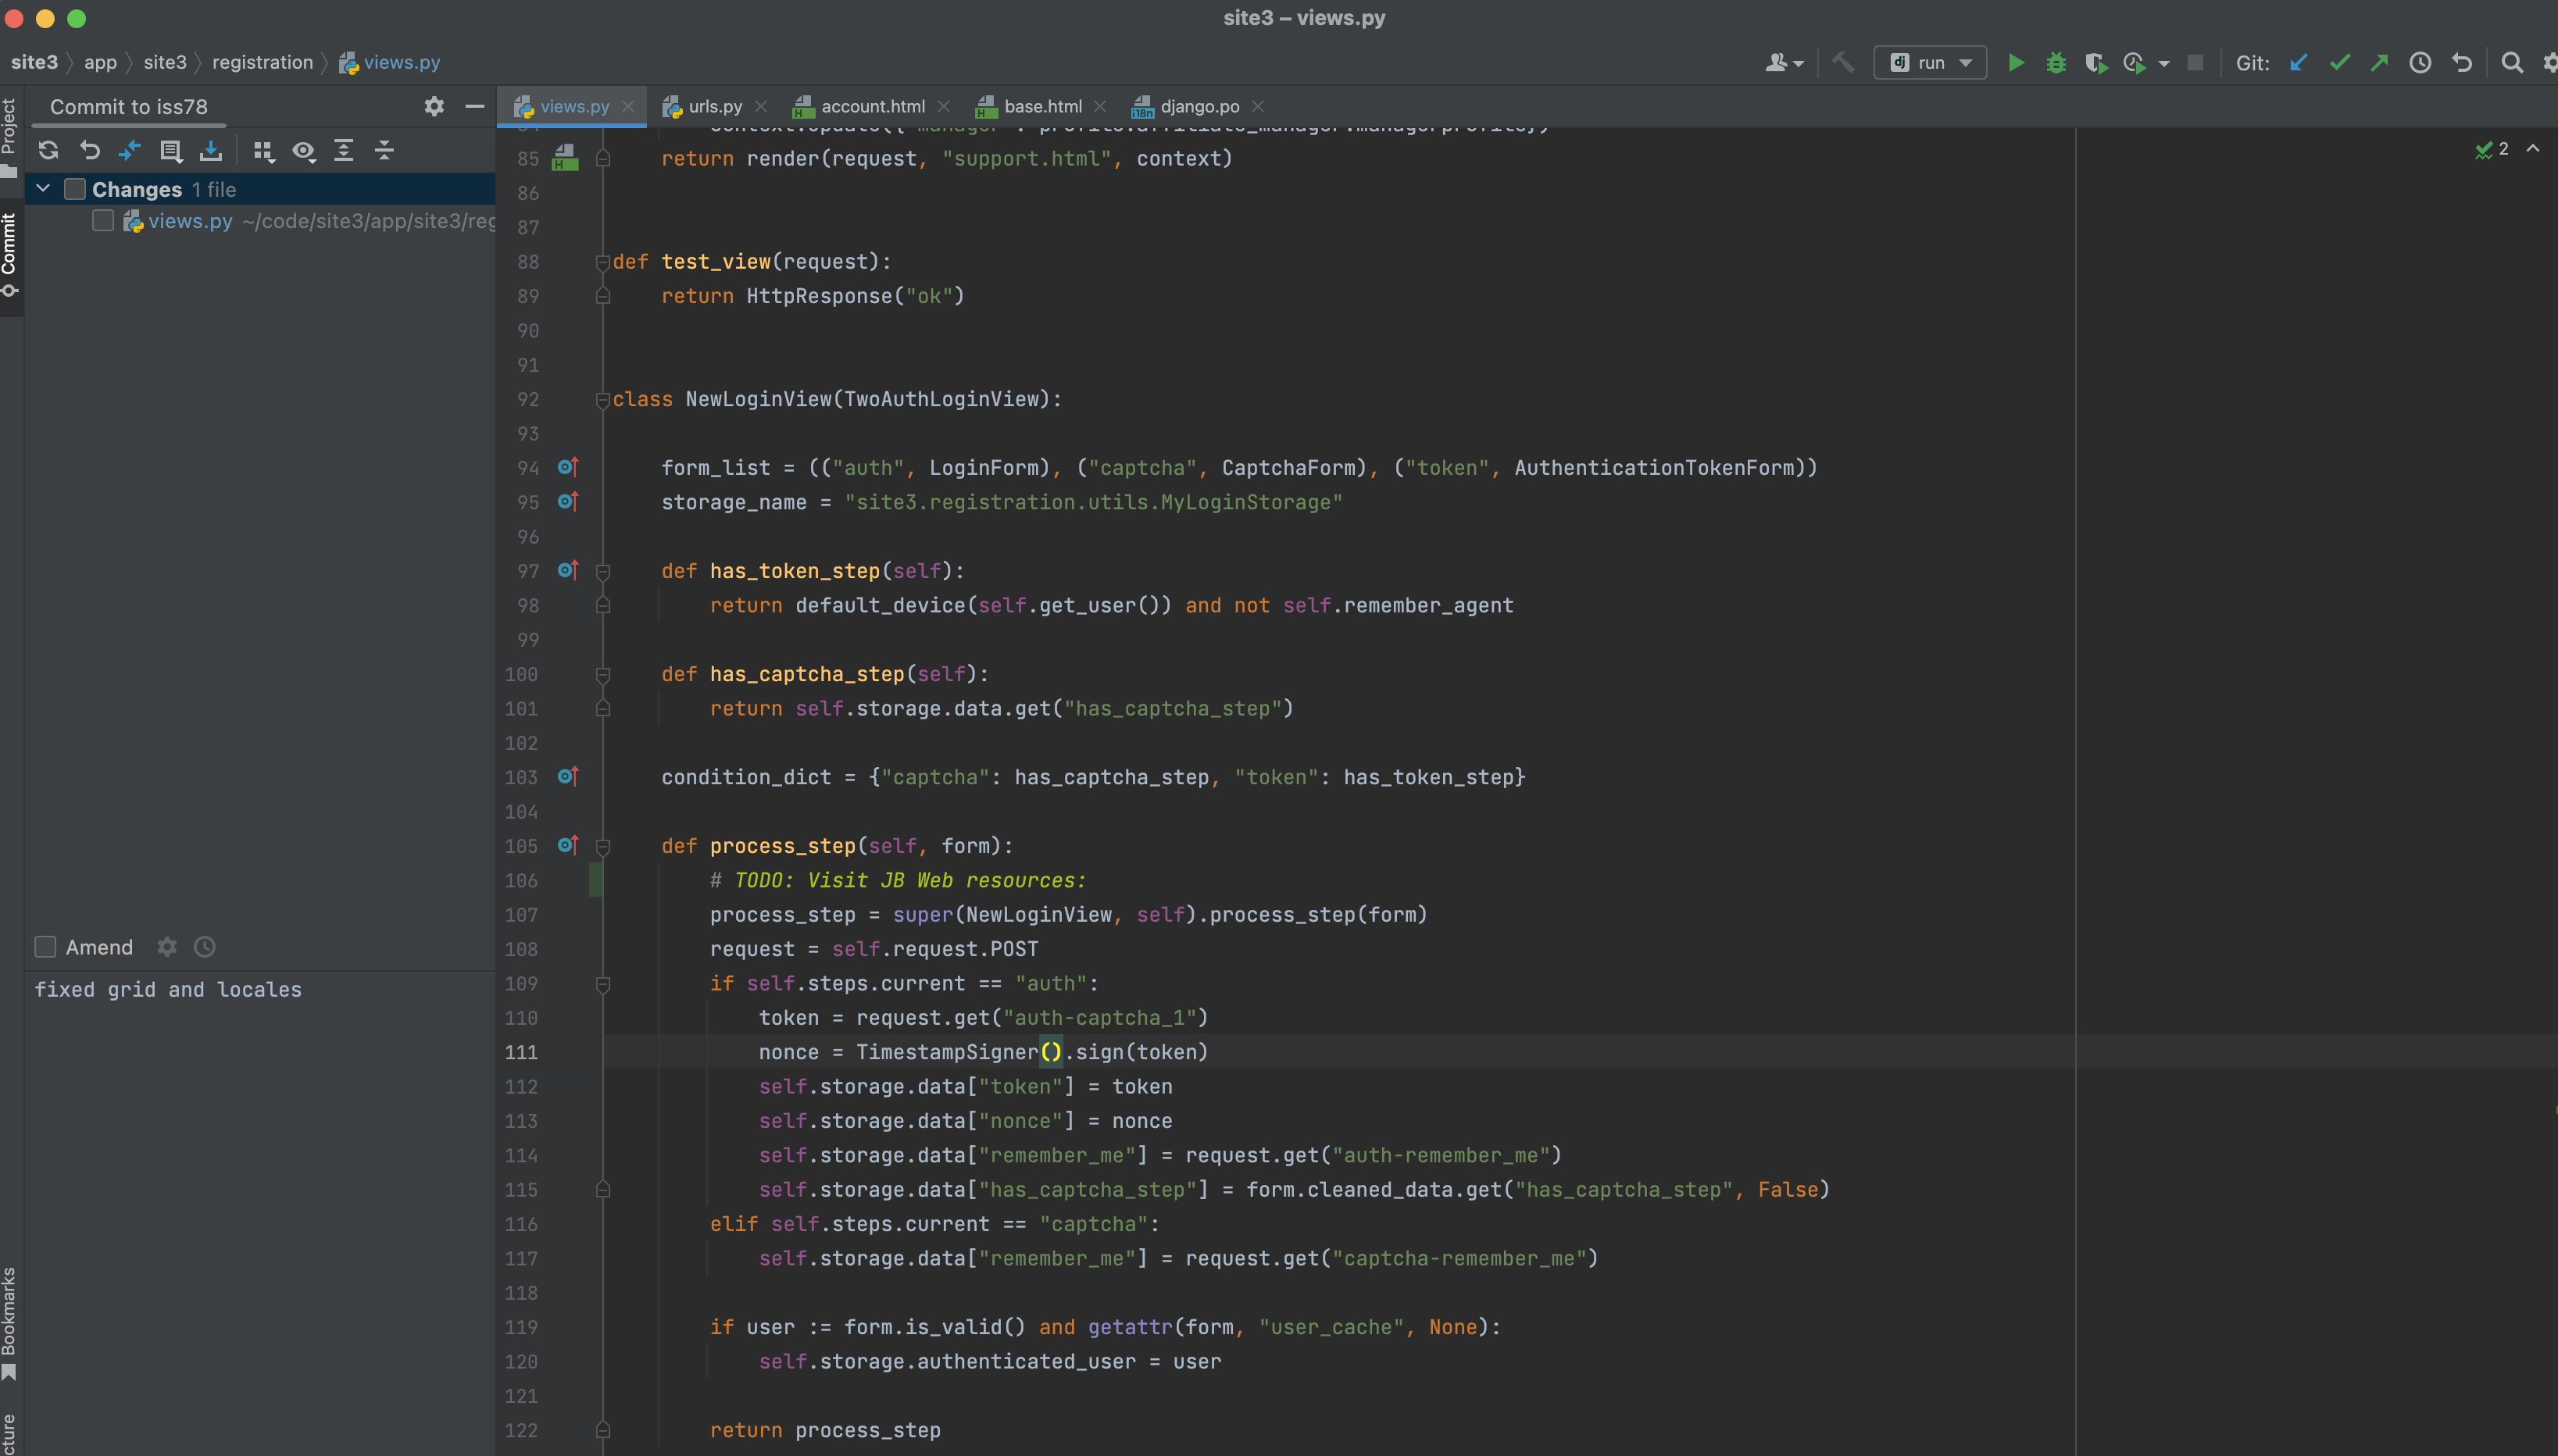 site3 – views.py
site3 app site3 registration views.py
dj run Git:
Project
Commit
Bookmarks
cture
Commit to iss78
Changes 1 file
views.py ~/code/site3/app/site3/reg
Amend
fixed grid and locales
views.py urls.py account.html base.html django.po
2
85 return render(request, "support.html", context)
86
87
88 def test_view(request):
89 return HttpResponse("ok")
90
91
92 class NewLoginView(TwoAuthLoginView):
93
94 form_list = (("auth", LoginForm), ("captcha", CaptchaForm), ("token", AuthenticationTokenForm))
95 storage_name = "site3.registration.utils.MyLoginStorage"
96
97 def has_token_step(self):
98 return default_device(self.get_user()) and not self.remember_agent
99
100 def has_captcha_step(self):
101 return self.storage.data.get("has_captcha_step")
102
103 condition_dict = {"captcha": has_captcha_step, "token": has_token_step}
104
105 def process_step(self, form):
106 # TODO: Visit JB Web resources:
107 process_step = super(NewLoginView, self).process_step(form)
108 request = self.request.POST
109 if self.steps.current == "auth":
110 token = request.get("auth-captcha_1")
111 nonce = TimestampSigner().sign(token)
112 self.storage.data["token"] = token
113 self.storage.data["nonce"] = nonce
114 self.storage.data["remember_me"] = request.get("auth-remember_me")
115 self.storage.data["has_captcha_step"] = form.cleaned_data.get("has_captcha_step", False)
116 elif self.steps.current == "captcha":
117 self.storage.data["remember_me"] = request.get("captcha-remember_me")
118
119 if user := form.is_valid() and getattr(form, "user_cache", None):
120 self.storage.authenticated_user = user
121
122 return process_step